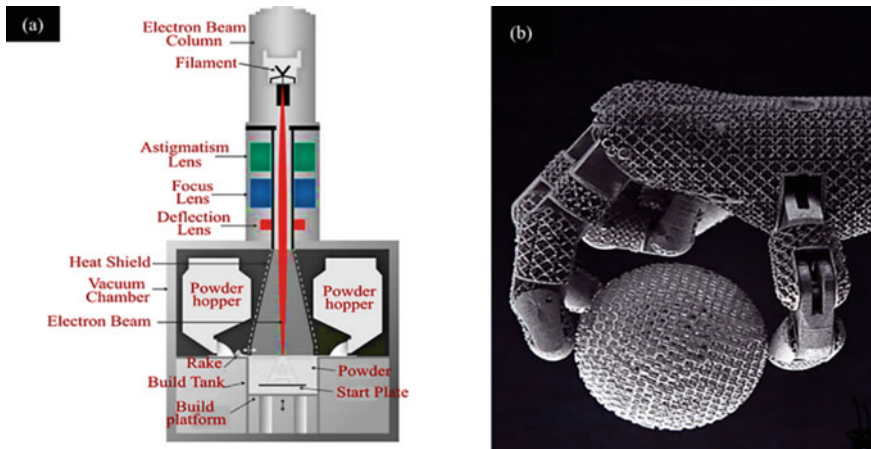 (a)
Electron Beam
Column
Filament
Astigmatism
Lens
Focus
Lens
Deflection
Lens
Heat Shield
Vacuum
Chamber
Powder
hopper
Powder
hopper
Electron Beam
Rake
Powder
Build Tank
Start Plate
Build
platform
(b)